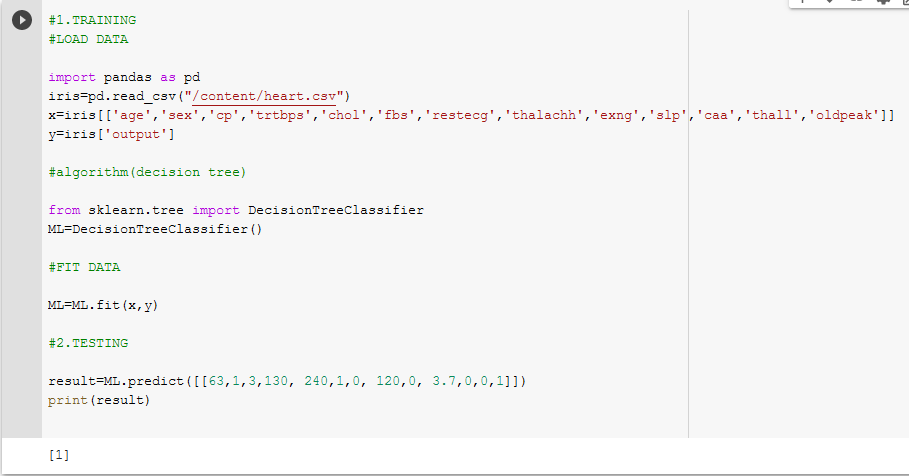 #1.TRAINING
#LOAD DATA
import pandas as pd
iris=pd.read_csv("/content/heart.csv")
x=iris[['age','sex','cp','trtbps','chol','fbs','restecg','thalachh','exng','slp','caa','thall','oldpeak']]
y=iris['output']
#algorithm(decision tree)
from sklearn.tree import DecisionTreeClassifier
ML=DecisionTreeClassifier()
#FIT DATA
ML=ML.fit(x,y)
#2.TESTING
result=ML.predict([[63,1,3,130, 240,1,0, 120,0, 3.7,0,0,1]])
print(result)
[1]